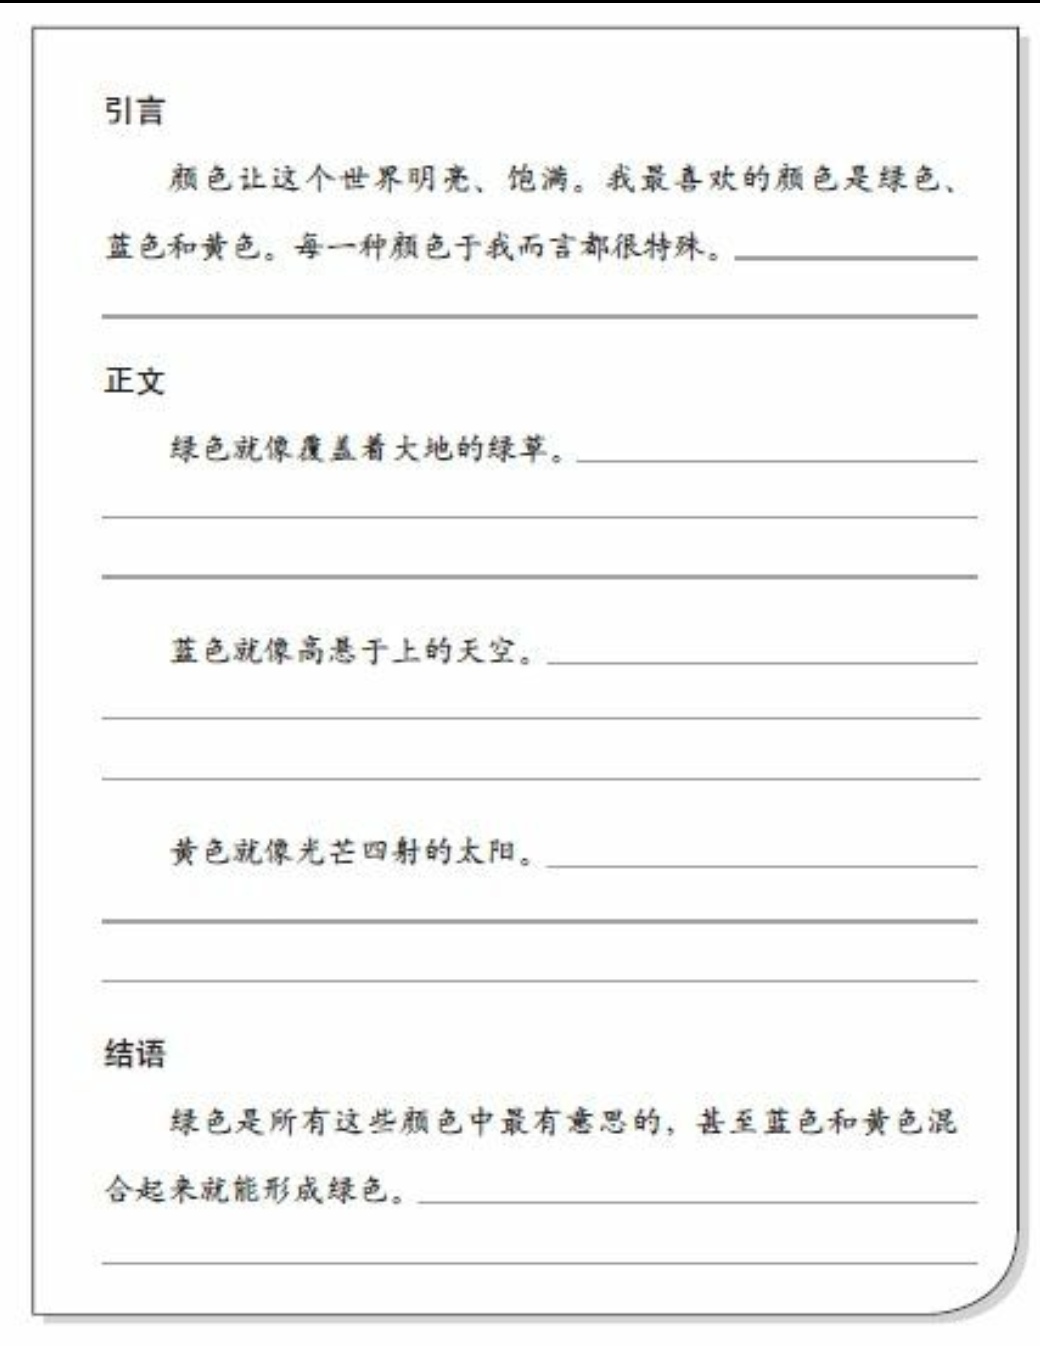 引言
颜色让这个世界明亮、饱满。我最喜欢的颜色是绿色、
蓝色和黄色。每一种颜色于我而言都很特殊。
正文
绿色就像覆盖着大地的绿草。
蓝色就像高悬于上的天空。
黄色就像光芒四射的太阳。
结语
绿色是所有这些颜色中最有意思的，甚至蓝色和黄色混
合起来就能形成绿色。